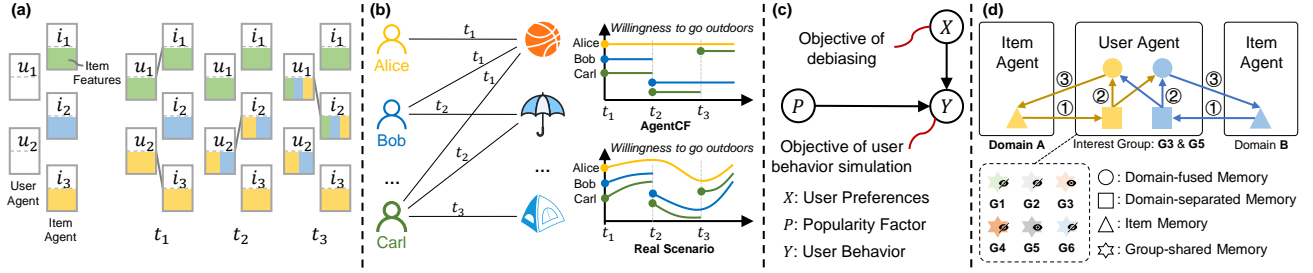 (a)
i1
i1
i1
i1
u1
u1
u1
u1
Item
Features
i2
i2
i2
i2
u2
u2
u2
u2
i3
i3
i3
i3
User
Agent
Item
Agent
t1
t2
t3
(b)
Alice
Bob
...
Carl
t1
t1
t1
t2
t2
t3
...
Willingness to go outdoors
Alice
Bob
Carl
t1
t2
t3
AgentCF
Willingness to go outdoors
Alice
Bob
Carl
t1
t2
t3
Real Scenario
(c)
X
Objective of
debiasing
P
Y
Objective of user
behavior simulation
X: User Preferences
P: Popularity Factor
Y: User Behavior
(d)
Item
Agent
User Agent
Item
Agent
③
③
①
②
②
①
Domain A
Interest Group: G3 & G5
Domain B
G1
G2
G3
G4
G5
G6
: Domain-fused Memory
: Domain-separated Memory
: Item Memory
: Group-shared Memory